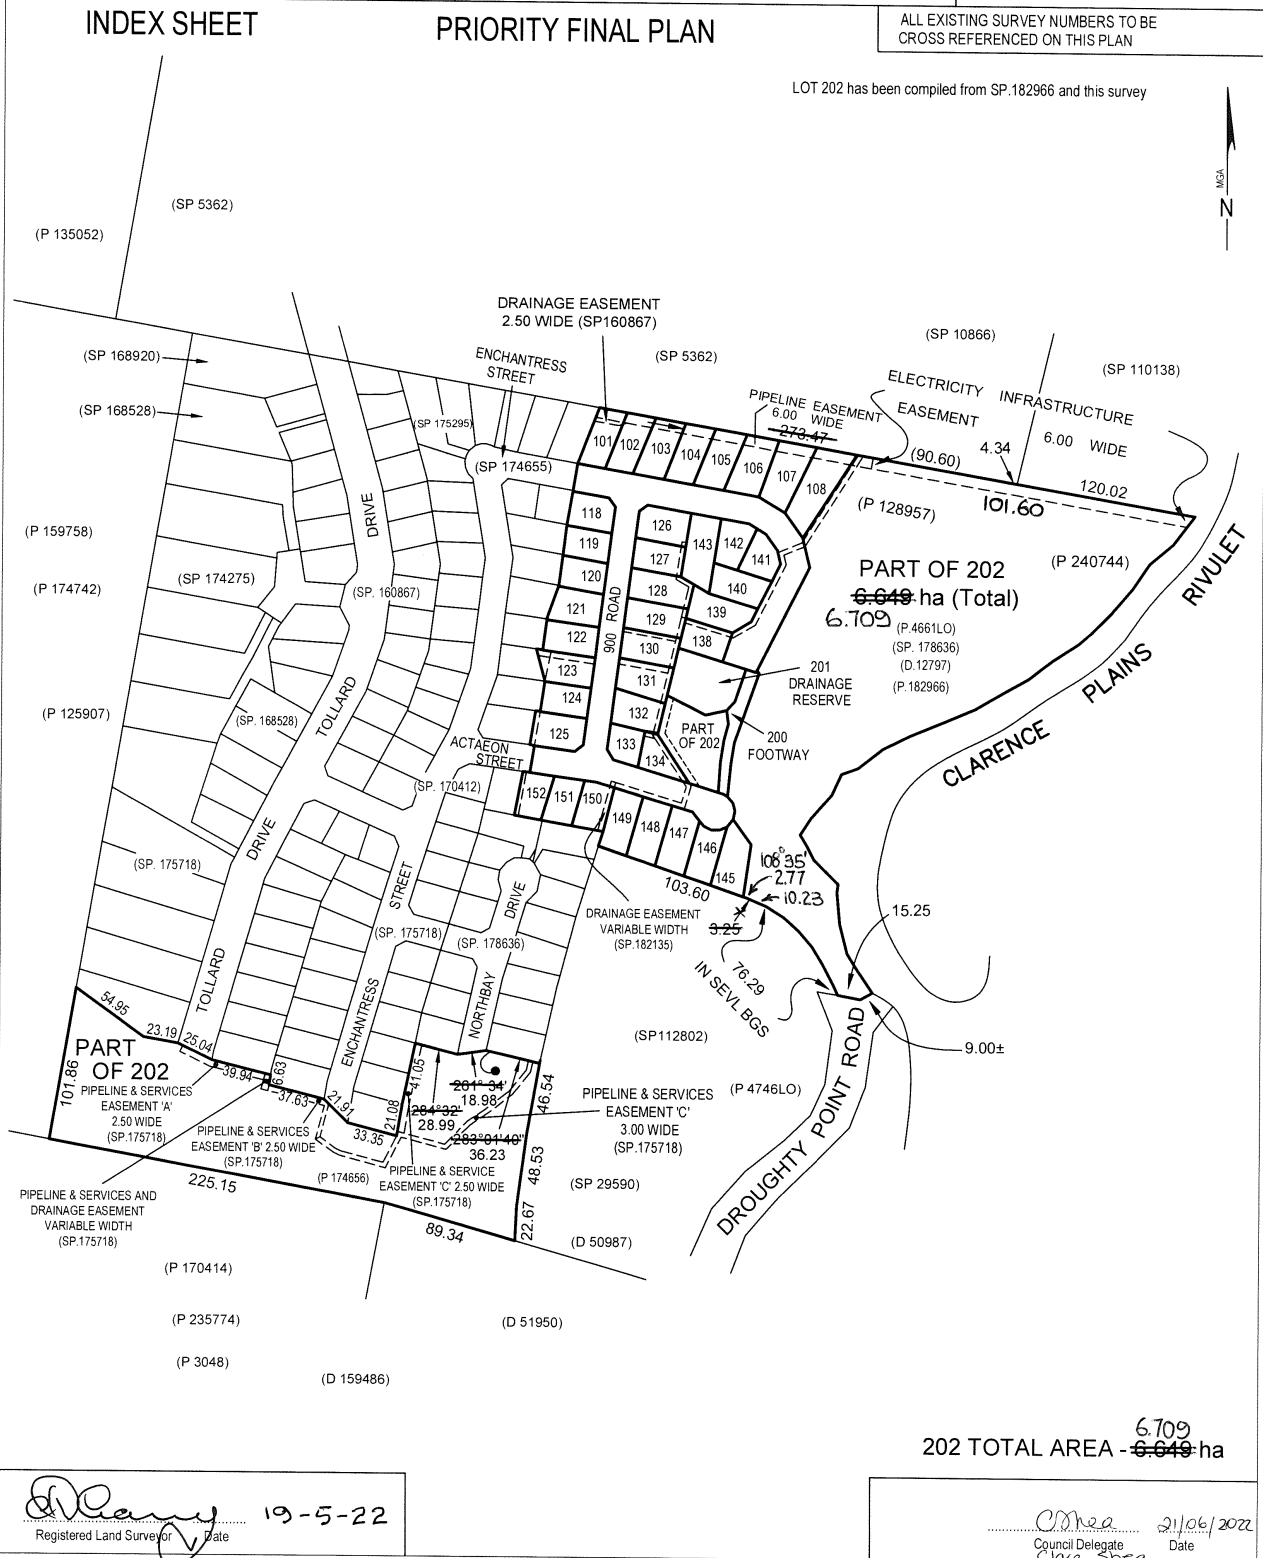 INDEX SHEET
PRIORITY FINAL PLAN
ALL EXISTING SURVEY NUMBERS TO BE
CROSS REFERENCED ON THIS PLAN
LOT 202 has been compiled from SP.182966 and this survey
MGA
N
(SP 5362)
(P 135052)
DRAINAGE EASEMENT
2.50 WIDE (SP160867)
(SP 168920)
(SP 168528)
ENCHANTRESS
STREET
(SP 5362)
(SP 10866)
(SP 110138)
PIPELINE EASEMENT
6.00 WIDE
273.47
ELECTRICITY INFRASTRUCTURE
EASEMENT
6.00 WIDE
(90.60)
4.34
120.02
101.60
(SP 175295)
(SP 174655)
101
102
103
104
105
106
107
108
(P 128957)
(P 240744)
PART OF 202
6.649 ha (Total)
6.709
(P.4661LO)
(SP. 178636)
(D.12797)
(P.182966)
CLARENCE PLAINS RIVULET
(P 159758)
(P 174742)
(SP 174275)
(SP. 160867)
DRIVE
118
119
120
121
122
123
124
125
900 ROAD
126
127
128
129
130
131
132
133
134
143
142
141
140
139
138
201
DRAINAGE
RESERVE
PART
OF 202
200
FOOTWAY
(P 125907)
(SP. 168528)
TOLLARD
ACTAEON
STREET
(SP. 170412)
152
151
150
149
148
147
146
145
108° 35'
2.77
10.23
103.60
3.25
DRIVE
(SP. 175718)
STREET
DRIVE
(SP. 175718)
(SP. 178636)
DRAINAGE EASEMENT
VARIABLE WIDTH
(SP.182135)
76.29
IN SEVL BGS
15.25
9.00±
TOLLARD
ENCHANTRESS
NORTHBAY
(SP112802)
(P 4746LO)
DROUGHTY POINT ROAD
54.95
23.19
25.04
PART
OF 202
101.86
39.94
6.63
37.63
21.91
33.35
21.08
41.05
261° 34'
18.98
284°32'
28.99
283°01'40"
36.23
46.54
48.53
22.67
PIPELINE & SERVICES
EASEMENT 'A'
2.50 WIDE
(SP.175718)
PIPELINE & SERVICES
EASEMENT 'B' 2.50 WIDE
(SP.175718)
PIPELINE & SERVICES
EASEMENT 'C'
3.00 WIDE
(SP.175718)
PIPELINE & SERVICE
EASEMENT 'C' 2.50 WIDE
(SP.175718)
(P 174656)
225.15
89.34
PIPELINE & SERVICES AND
DRAINAGE EASEMENT
VARIABLE WIDTH
(SP.175718)
(SP 29590)
(D 50987)
(P 170414)
(P 235774)
(P 3048)
(D 51950)
(D 159486)
6.709
202 TOTAL AREA - 6.649 ha
19-5-22
Registered Land Surveyor
Date
CShea
21/06/2022
Council Delegate
Date